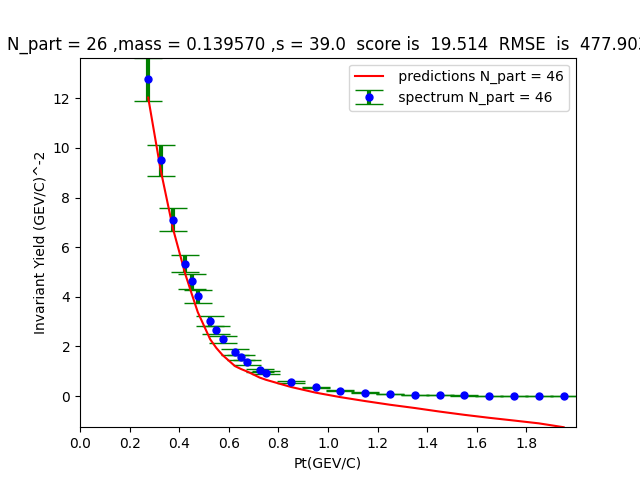 N_part = 26 ,mass = 0.139570 ,s = 39.0  score is  19.514  RMSE  is  477.903
predictions N_part = 46
spectrum N_part = 46
Invariant Yield (GEV/C)^-2
12
10
8
6
4
2
0
0.0 0.2 0.4 0.6 0.8 1.0 1.2 1.4 1.6 1.8
Pt(GEV/C)